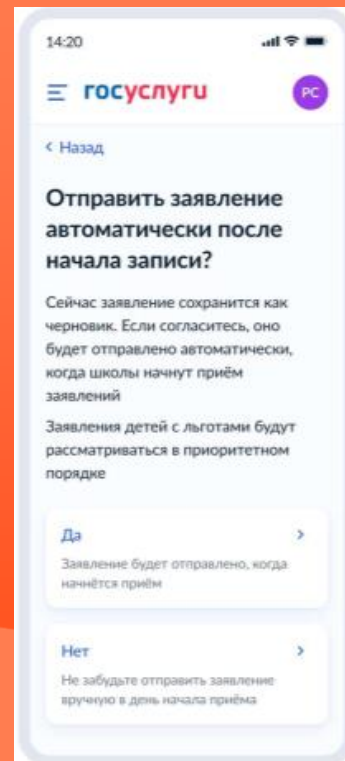 14:20
госуслуги
РС
Назад
Отправить заявление
автоматически после
начала записи?
Сейчас заявление сохранится как
черновик. Если согласитесь, оно
будет отправлено автоматически,
когда школы начнут приём
заявлений
Заявления детей с льготами будут
рассматриваться в приоритетном
порядке
Да
Заявление будет отправлено, когда
начнётся приём
Нет
Не забудьте отправить заявление
вручную в день начала приёма